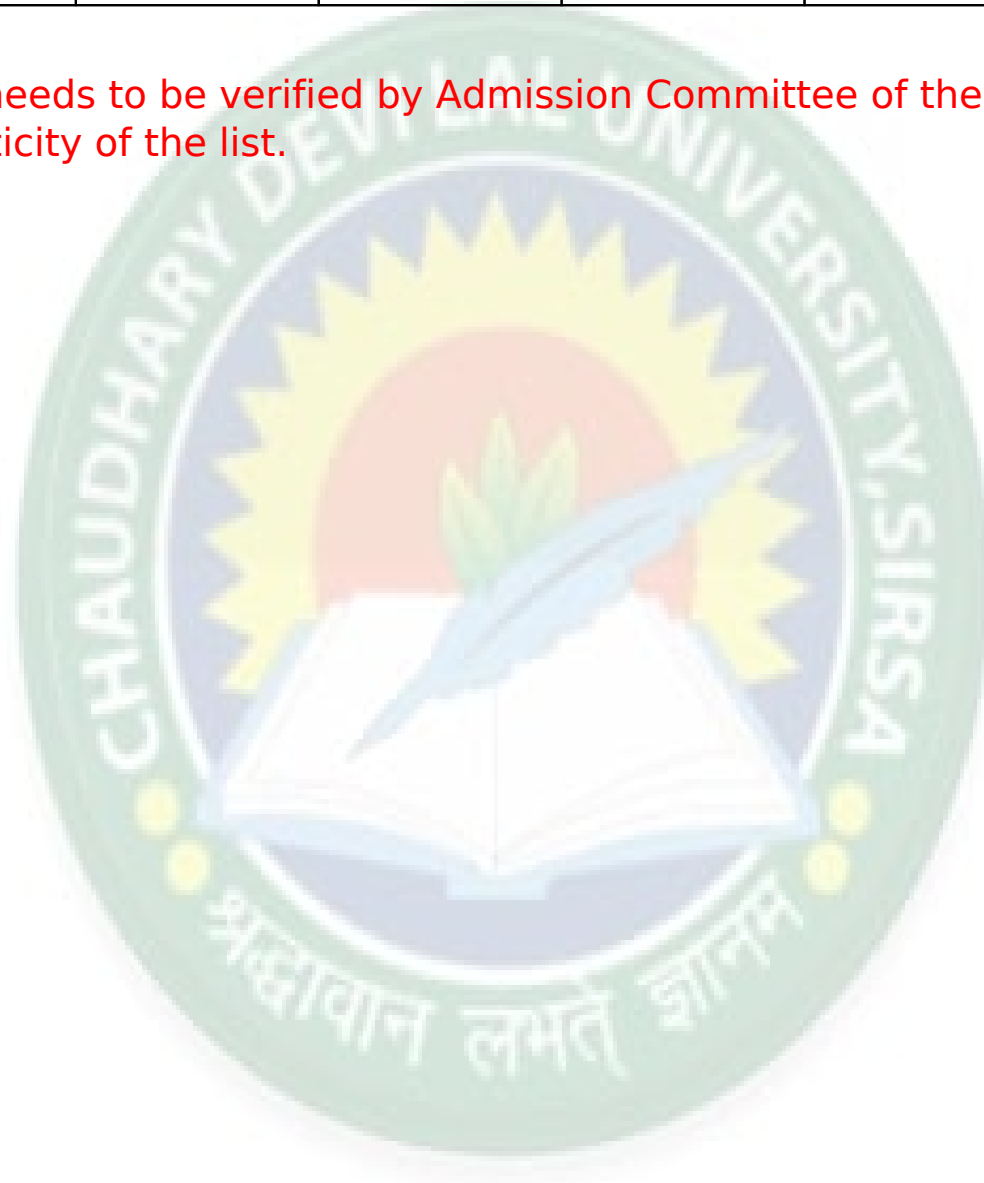 needs to be verified by Admission Committee of the
ticity of the list.
CHAUDHARY DEVI LAL UNIVERSITY, SIRSA
श्रद्धावान लभते ज्ञानम